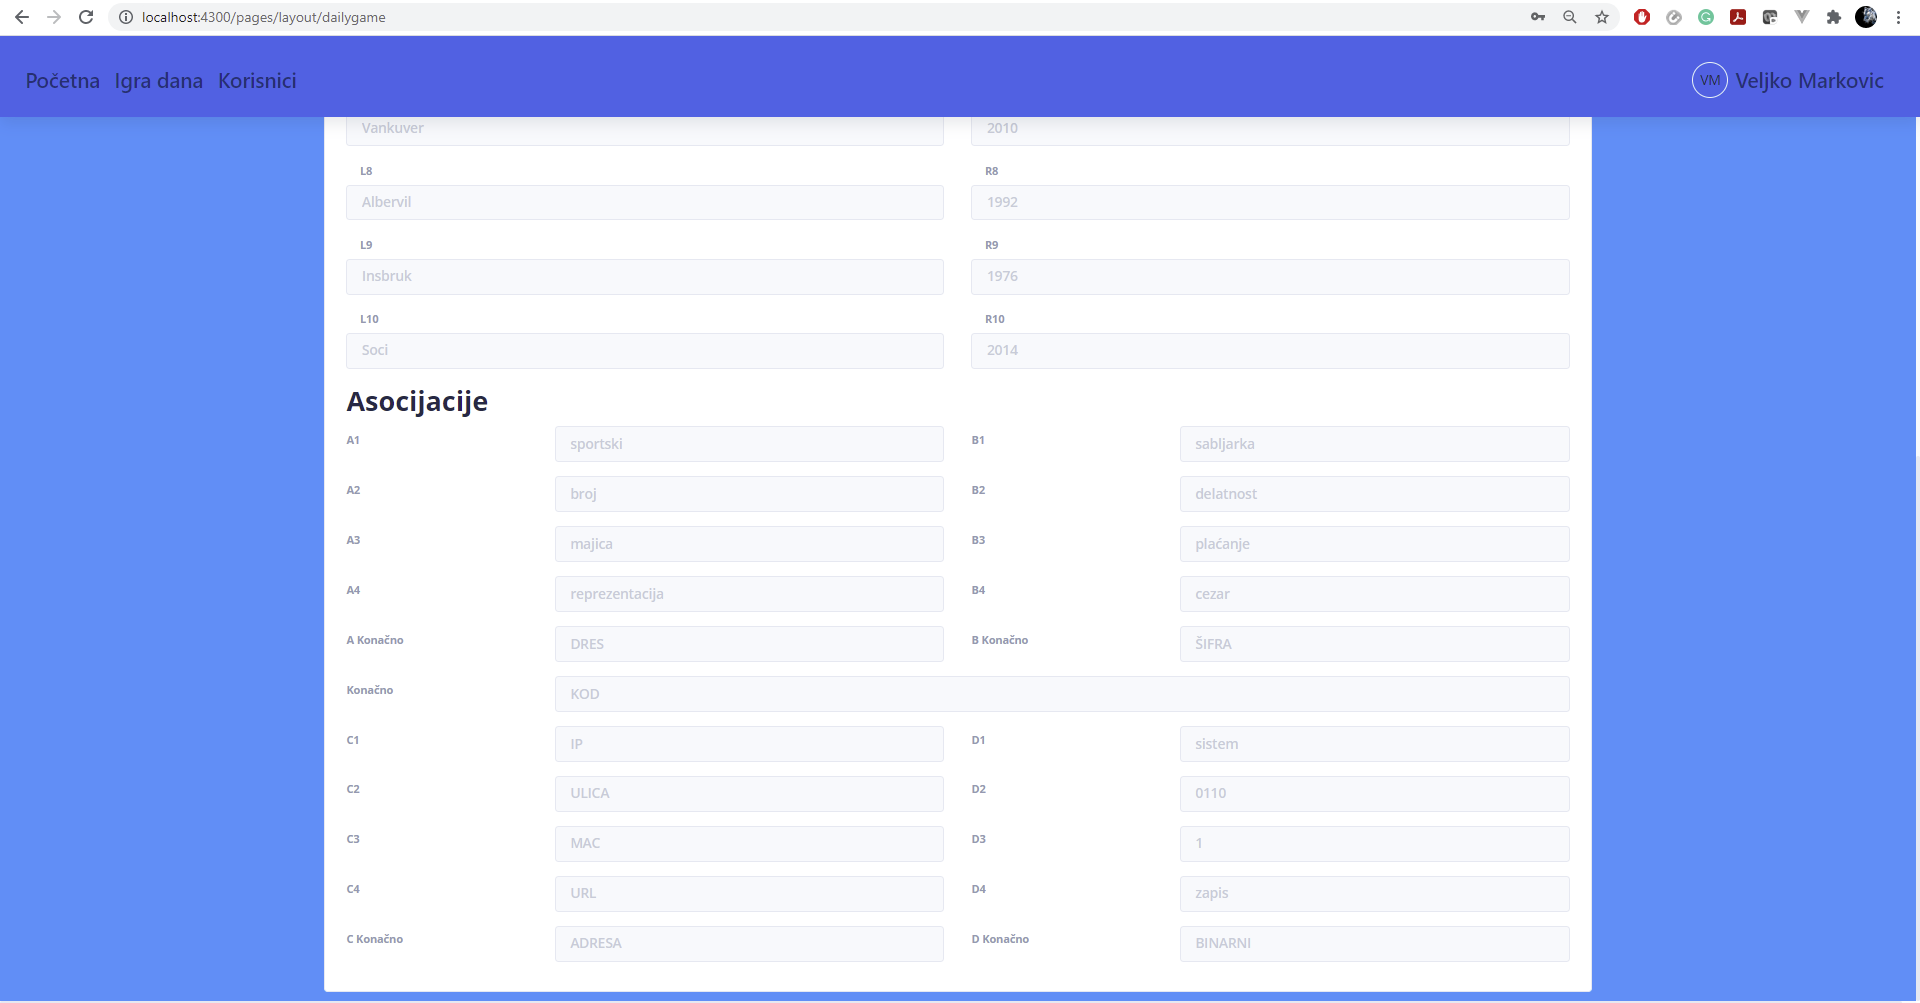 localhost:4300/pages/layout/dailygame
Početna Igra dana Korisnici VM Veljko Markovic
Vankuver 2010
L8 R8
Albervil 1992
L9 R9
Insbruk 1976
L10 R10
Soci 2014
Asocijacije
A1 sportski B1 sabljarka
A2 broj B2 delatnost
A3 majica B3 plaćanje
A4 reprezentacija B4 cezar
A Konačno DRES B Konačno ŠIFRA
Konačno KOD
C1 IP D1 sistem
C2 ULICA D2 0110
C3 MAC D3 1
C4 URL D4 zapis
C Konačno ADRESA D Konačno BINARNI